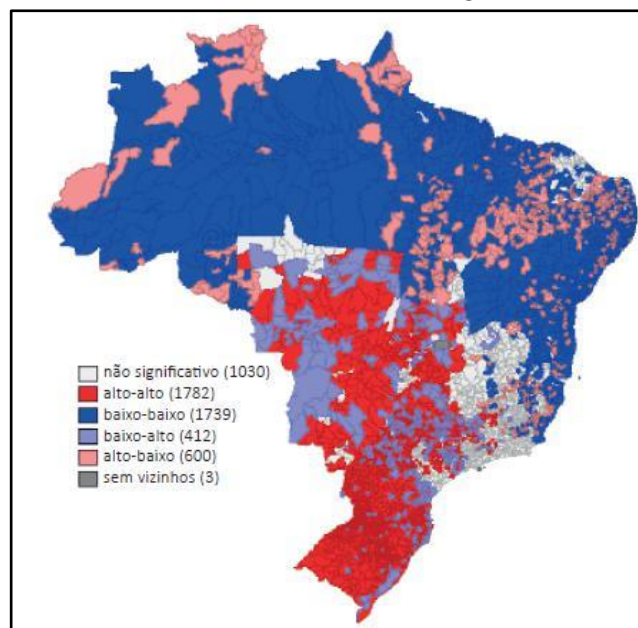 não significativo (1030)
alto-alto (1782)
baixo-baixo (1739)
baixo-alto (412)
alto-baixo (600)
sem vizinhos (3)